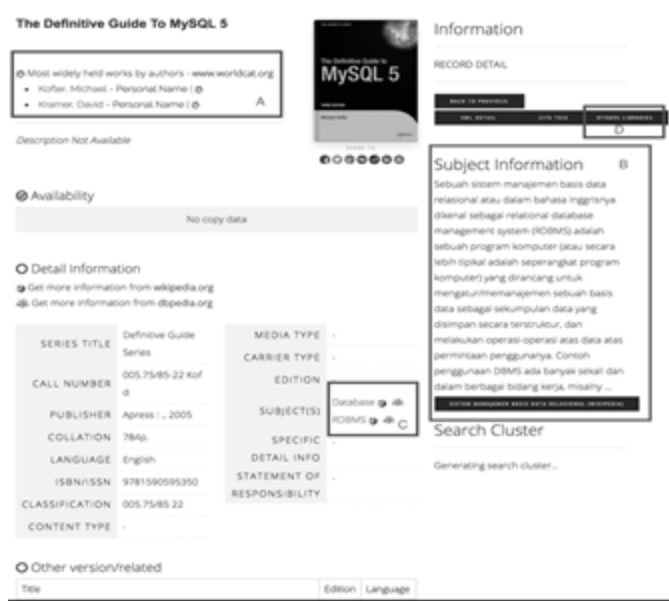 The Definitive Guide To MySQL 5
Most widely held works by authors - www.worldcat.org
Kofler, Michael - Personal Name |
Kramer, David - Personal Name |
A
Description Not Available
The Definitive Guide to
MySQL 5
SHARE TO
Availability
No copy data
Detail Information
Get more information from wikipedia.org
Get more information from dbpedia.org
SERIES TITLE Definitive Guide
Series
CALL NUMBER 005.75/85-22 Kof
d
PUBLISHER Apress : , 2005
COLLATION 784p.
LANGUAGE English
ISBN/ISSN 9781590595350
CLASSIFICATION 005.75/85 22
CONTENT TYPE -
MEDIA TYPE -
CARRIER TYPE -
EDITION
SUBJECT(S) Database
RDBMS
C
SPECIFIC
DETAIL INFO -
STATEMENT OF
RESPONSIBILITY -
Other version/related
Title Edition Language
Information
RECORD DETAIL
BACK TO PREVIOUS
XML DETAIL CITE THIS OTHERS LIBRARIES
D
Subject Information B
Sebuah sistem manajemen basis data
relasional atau dalam bahasa Inggrisnya
dikenal sebagai relational database
management system (RDBMS) adalah
sebuah program komputer (atau secara
lebih tipikal adalah seperangkat program
komputer) yang dirancang untuk
mengatur/memanajemen sebuah basis
data sebagai sekumpulan data yang
disimpan secara terstruktur, dan
melakukan operasi-operasi atas data atas
permintaan penggunanya. Contoh
penggunaan DBMS ada banyak sekali dan
dalam berbagai bidang kerja, misalny ...
SISTEM MANAJEMEN BASIS DATA RELASIONAL (WIKIPEDIA)
Search Cluster
Generating search cluster...